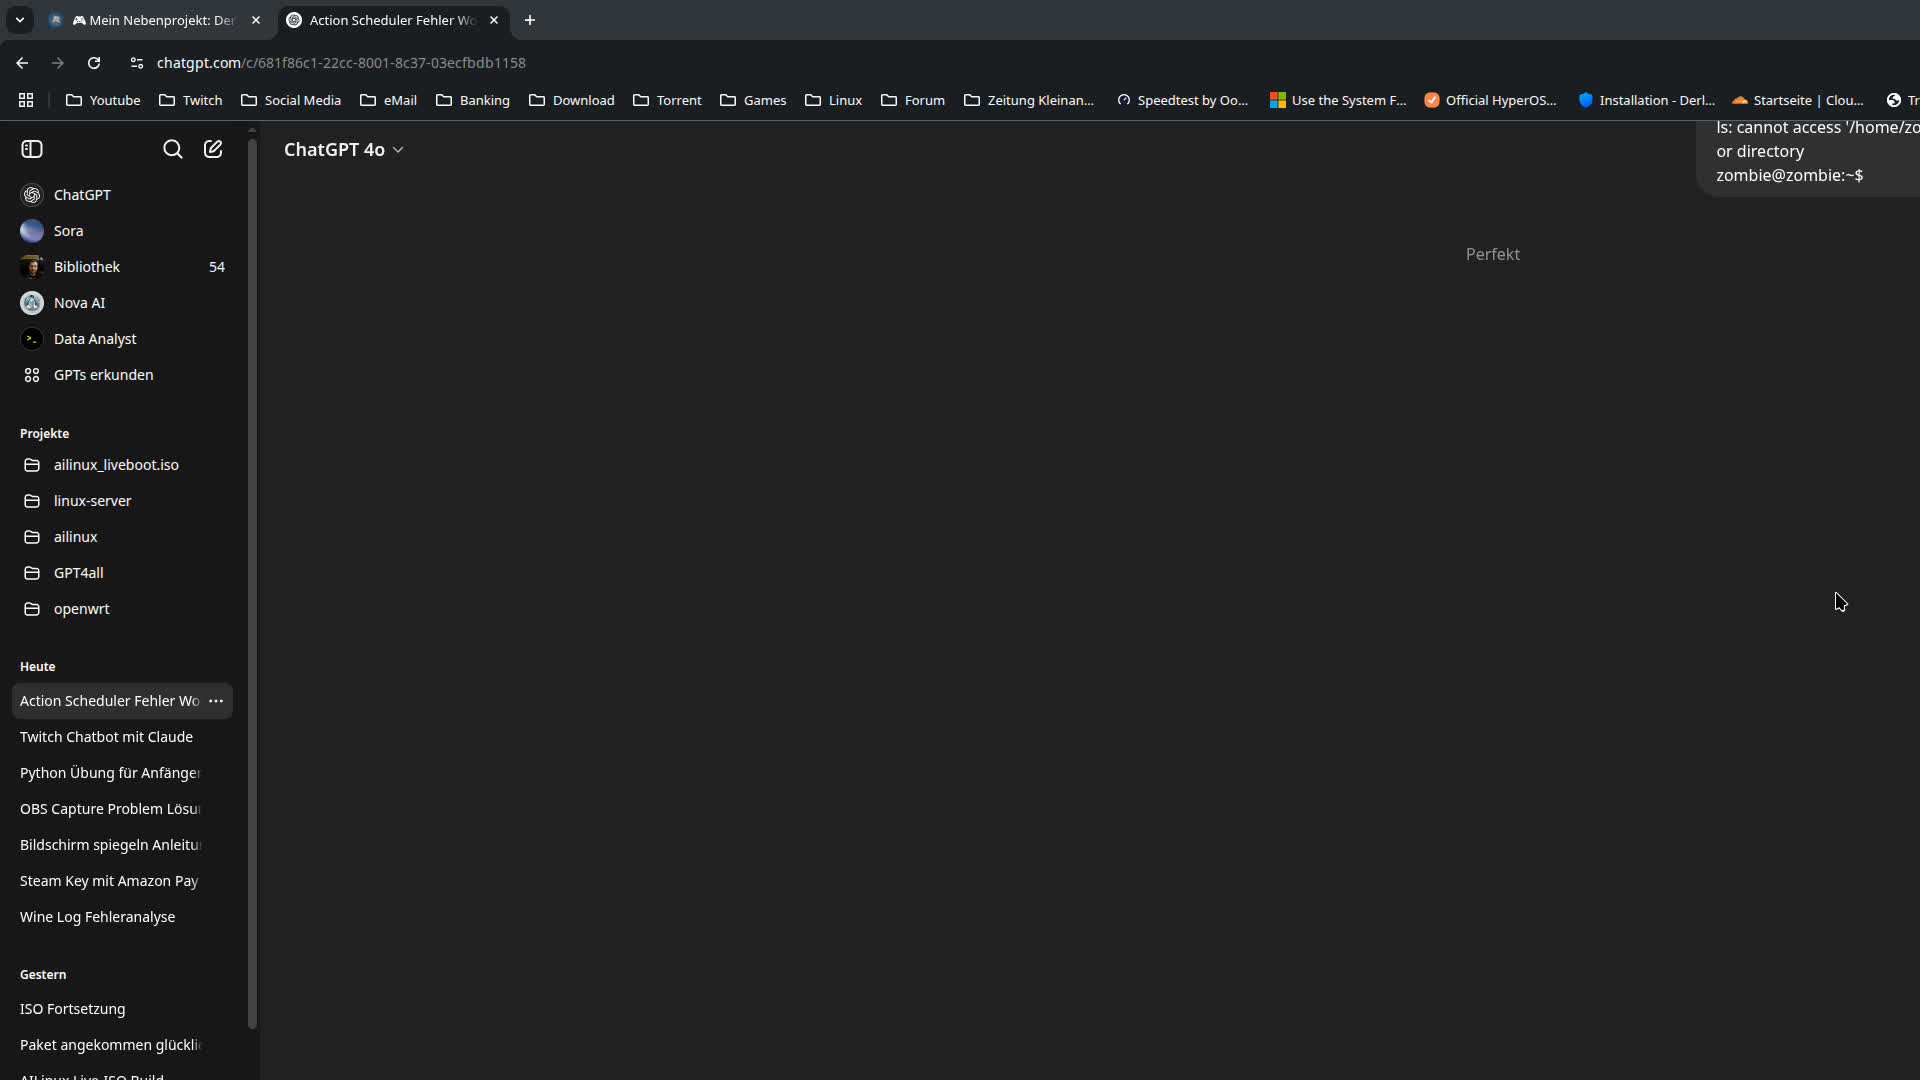 🎮 Mein Nebenprojekt: Der
Action Scheduler Fehler Wo
chatgpt.com/c/681f86c1-22cc-8001-8c37-03ecfbdb1158
Youtube Twitch Social Media eMail Banking Download Torrent Games Linux Forum Zeitung Kleinan... Speedtest by Oo... Use the System F... Official HyperOS... Installation - Derl... Startseite | Clou... Tr
ls: cannot access '/home/zo
or directory
zombie@zombie:~$
ChatGPT 4o
Perfekt
ChatGPT
Sora
Bibliothek 54
Nova AI
>_ Data Analyst
GPTs erkunden
Projekte
ailinux_liveboot.iso
linux-server
ailinux
GPT4all
openwrt
Heute
Action Scheduler Fehler Wo
Twitch Chatbot mit Claude
Python Übung für Anfänger
OBS Capture Problem Lösu
Bildschirm spiegeln Anleitu
Steam Key mit Amazon Pay
Wine Log Fehleranalyse
Gestern
ISO Fortsetzung
Paket angekommen glückli
AILinux Live ISO Build